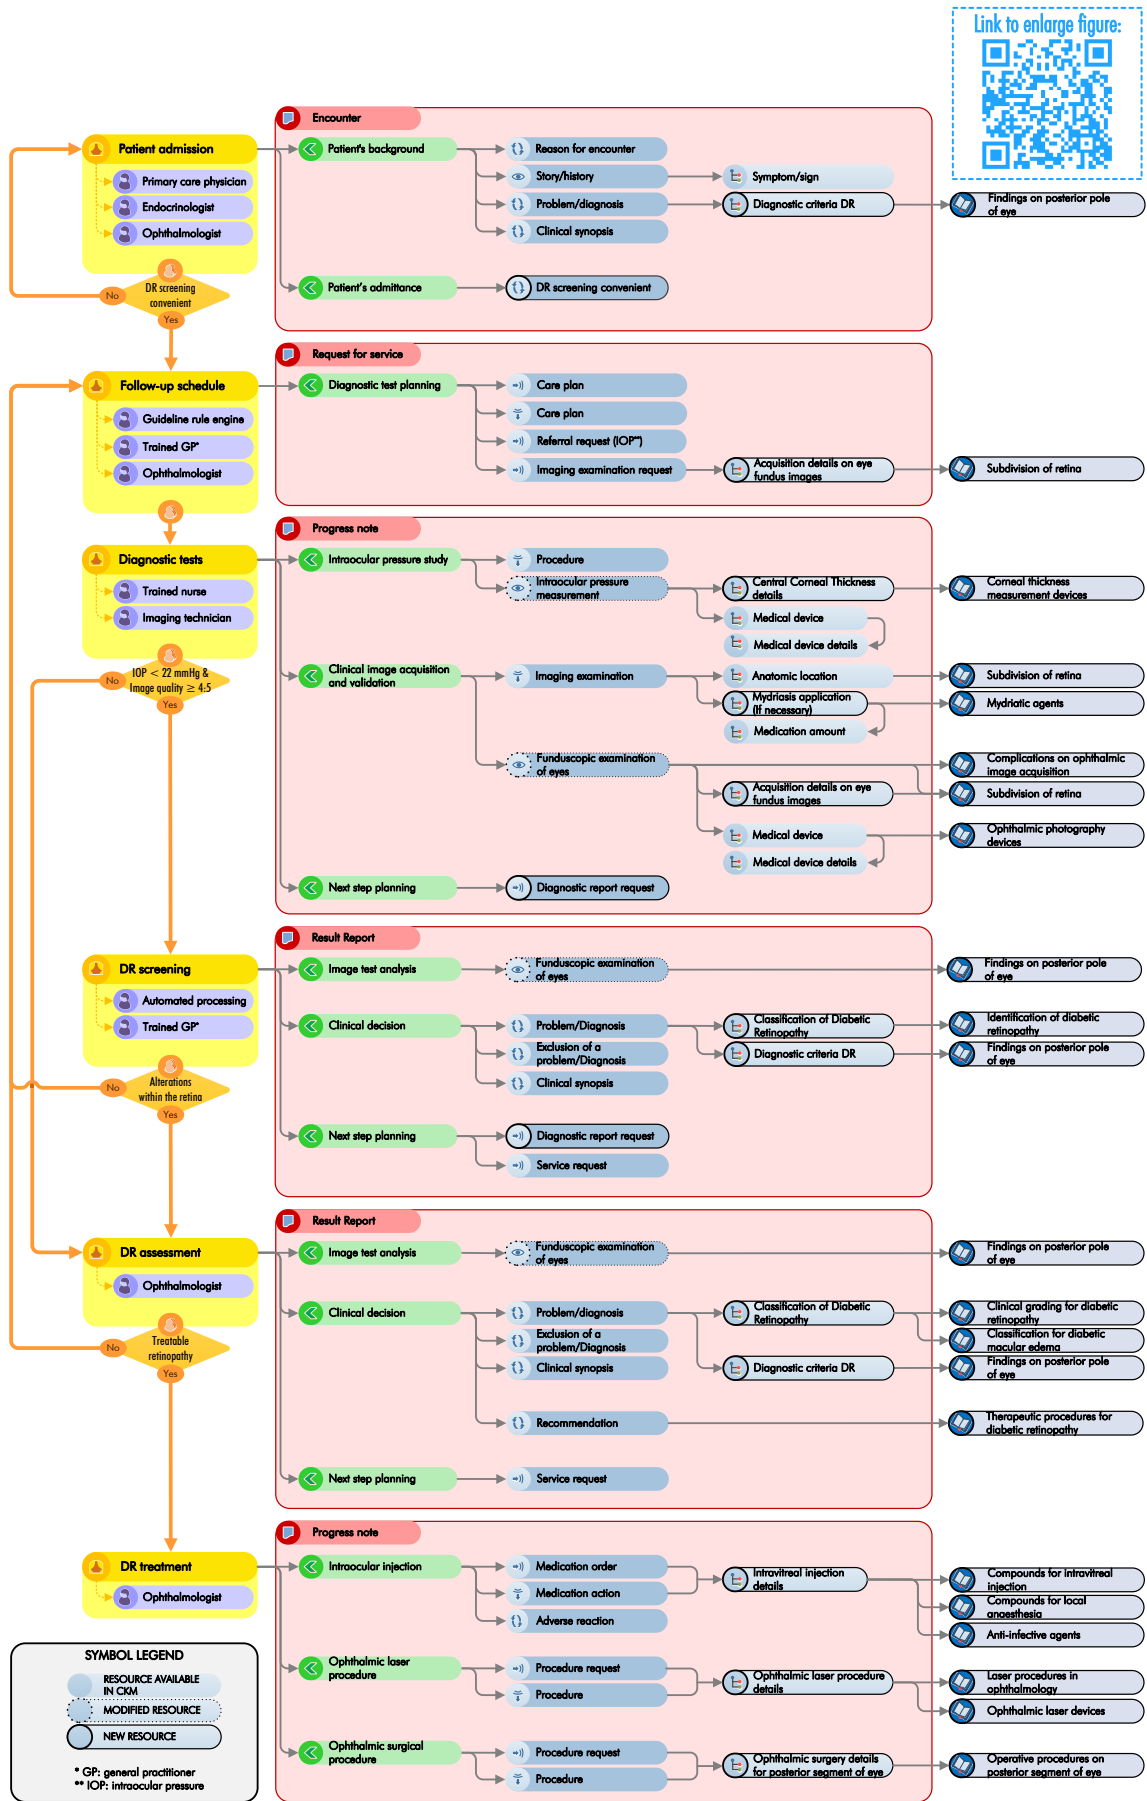 Link to enlarge figure:
Encounter
Patient admission
Primary care physician
Endocrinologist
Ophthalmologist
DR screening
convenient
No
Yes
Patient's background
Reason for encounter
Story/history
Symptom/sign
Problem/diagnosis
Diagnostic criteria DR
Findings on posterior pole
of eye
Clinical synopsis
Patient's admittance
DR screening convenient
Request for service
Follow-up schedule
Guideline rule engine
Trained GP*
Ophthalmologist
Diagnostic test planning
Care plan
Care plan
Referral request (IOP**)
Imaging examination request
Acquisition details on eye
fundus images
Subdivision of retina
Progress note
Diagnostic tests
Trained nurse
Imaging technician
IOP < 22 mmHg &
Image quality ≥ 4:5
No
Yes
Intraocular pressure study
Procedure
Intraocular pressure
measurement
Central Corneal Thickness
details
Corneal thickness
measurement devices
Medical device
Medical device details
Clinical image acquisition
and validation
Imaging examination
Anatomic location
Subdivision of retina
Mydriasis application
(If necessary)
Mydriatic agents
Medication amount
Funduscopic examination
of eyes
Complications on ophthalmic
image acquisition
Acquisition details on eye
fundus images
Subdivision of retina
Medical device
Ophthalmic photography
devices
Medical device details
Next step planning
Diagnostic report request
Result Report
DR screening
Automated processing
Trained GP*
Alterations
within the retina
No
Yes
Image test analysis
Funduscopic examination
of eyes
Findings on posterior pole
of eye
Clinical decision
Problem/Diagnosis
Classification of Diabetic
Retinopathy
Identification of diabetic
retinopathy
Exclusion of a
problem/Diagnosis
Diagnostic criteria DR
Findings on posterior pole
of eye
Clinical synopsis
Next step planning
Diagnostic report request
Service request
Result Report
DR assessment
Ophthalmologist
Treatable
retinopathy
No
Yes
Image test analysis
Funduscopic examination
of eyes
Findings on posterior pole
of eye
Clinical decision
Problem/diagnosis
Classification of Diabetic
Retinopathy
Clinical grading for diabetic
retinopathy
Exclusion of a
problem/Diagnosis
Classification for diabetic
macular edema
Clinical synopsis
Diagnostic criteria DR
Findings on posterior pole
of eye
Recommendation
Therapeutic procedures for
diabetic retinopathy
Next step planning
Service request
Progress note
DR treatment
Ophthalmologist
Intraocular injection
Medication order
Medication action
Adverse reaction
Intravitreal injection
details
Compounds for intravitreal
injection
Compounds for local
anaesthesia
Anti-infective agents
Ophthalmic laser
procedure
Procedure request
Procedure
Ophthalmic laser procedure
details
Laser procedures in
ophthalmology
Ophthalmic laser devices
Ophthalmic surgical
procedure
Procedure request
Procedure
Ophthalmic surgery details
for posterior segment of eye
Operative procedures on
posterior segment of eye
SYMBOL LEGEND
RESOURCE AVAILABLE
IN CKM
MODIFIED RESOURCE
NEW RESOURCE
* GP: general practitioner
** IOP: intraocular pressure